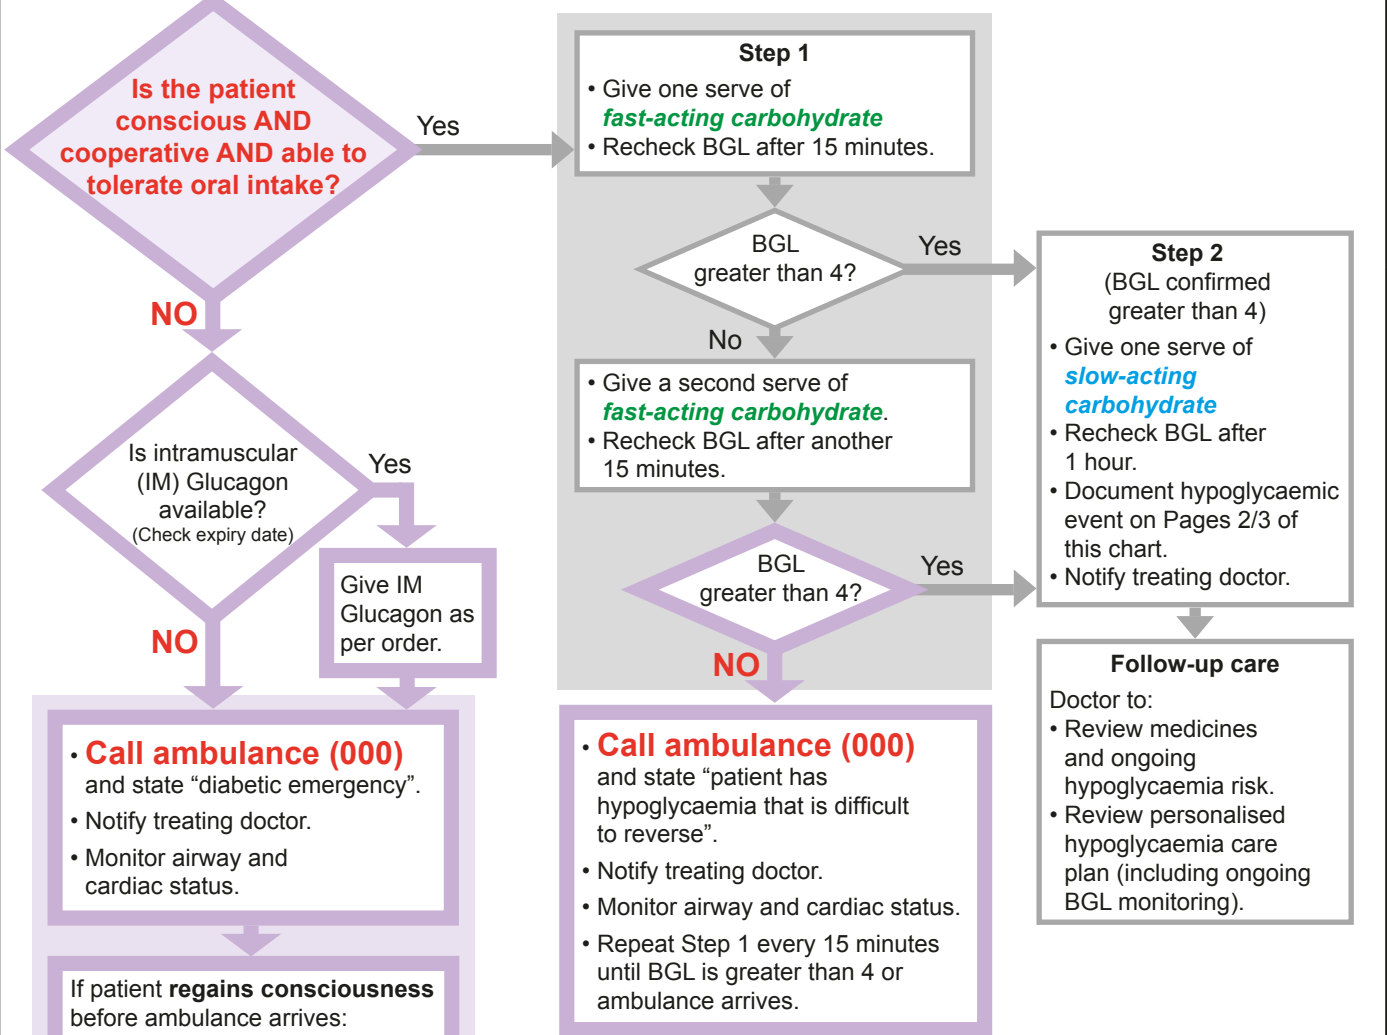 Is the patient
conscious AND
cooperative AND able to
tolerate oral intake?
Yes
NO
Step 1
• Give one serve of
fast-acting carbohydrate
• Recheck BGL after 15 minutes.
BGL
greater than 4?
Yes
No
Step 2
(BGL confirmed
greater than 4)
• Give one serve of
slow-acting
carbohydrate
• Recheck BGL after
1 hour.
• Document hypoglycaemic
event on Pages 2/3 of
this chart.
• Notify treating doctor.
• Give a second serve of
fast-acting carbohydrate.
• Recheck BGL after another
15 minutes.
BGL
greater than 4?
Yes
NO
Is intramuscular
(IM) Glucagon
available?
(Check expiry date)
Yes
NO
Give IM
Glucagon as
per order.
• Call ambulance (000)
and state “diabetic emergency”.
• Notify treating doctor.
• Monitor airway and
cardiac status.
If patient regains consciousness
before ambulance arrives:
• Call ambulance (000)
and state “patient has
hypoglycaemia that is difficult
to reverse”.
• Notify treating doctor.
• Monitor airway and cardiac status.
• Repeat Step 1 every 15 minutes
until BGL is greater than 4 or
ambulance arrives.
Follow-up care
Doctor to:
• Review medicines
and ongoing
hypoglycaemia risk.
• Review personalised
hypoglycaemia care
plan (including ongoing
BGL monitoring).